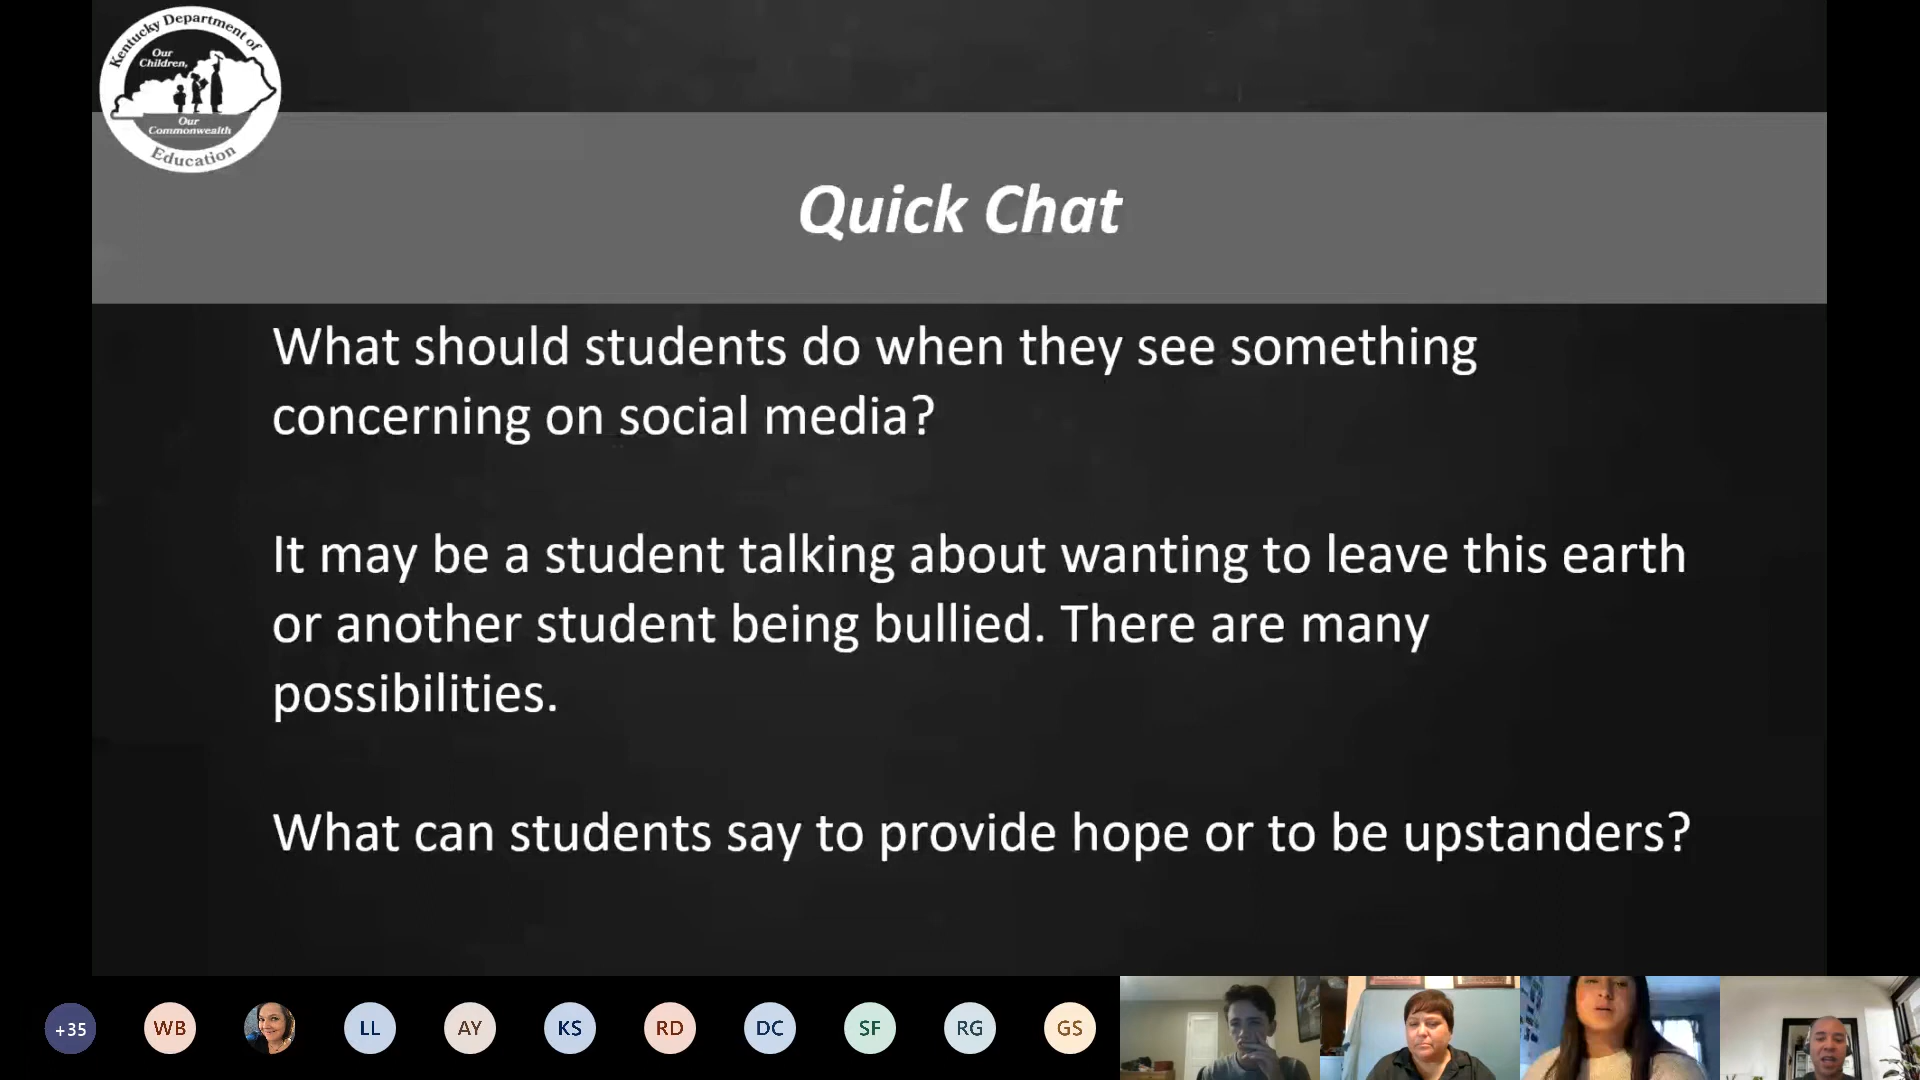 Kentucky Department of
Our
Children,
Our
Commonwealth
Education
Quick Chat
What should students do when they see something
concerning on social media?
It may be a student talking about wanting to leave this earth
or another student being bullied. There are many
possibilities.
What can students say to provide hope or to be upstanders?
+35 WB LL AY KS RD DC SF RG GS